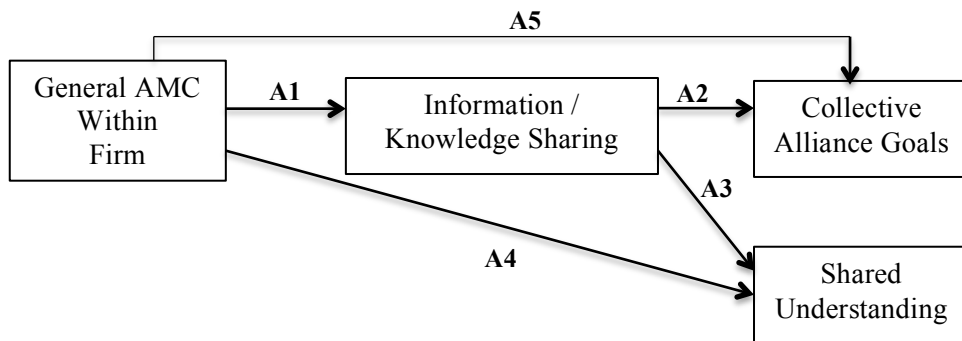 A5
General AMC
Within
Firm
A1
Information /
Knowledge Sharing
A2
Collective
Alliance Goals
A3
A4
Shared
Understanding